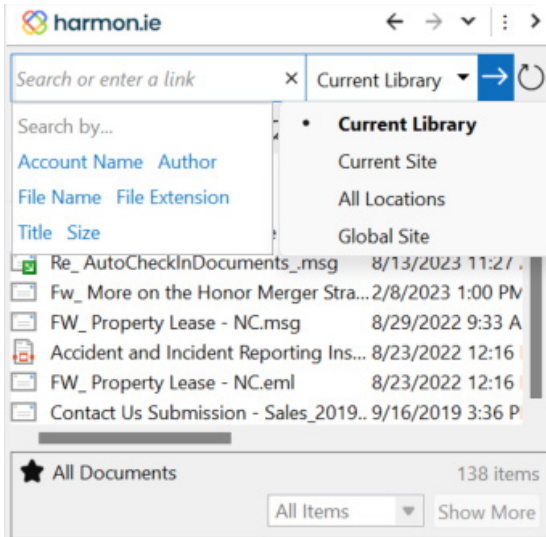 harmon.ie
Search or enter a link × Current Library
Search by... • Current Library
Account Name Author Current Site
File Name File Extension All Locations
Title Size Global Site
Re_ AutoCheckInDocuments_.msg 8/13/2023 11:27
Fw_ More on the Honor Merger Stra... 2/8/2023 1:00 PM
FW_ Property Lease - NC.msg 8/29/2022 9:33 A
Accident and Incident Reporting Ins... 8/23/2022 12:16
FW_ Property Lease - NC.eml 8/23/2022 12:16
Contact Us Submission - Sales_2019.. 9/16/2019 3:36 P
All Documents 138 items
All Items Show More